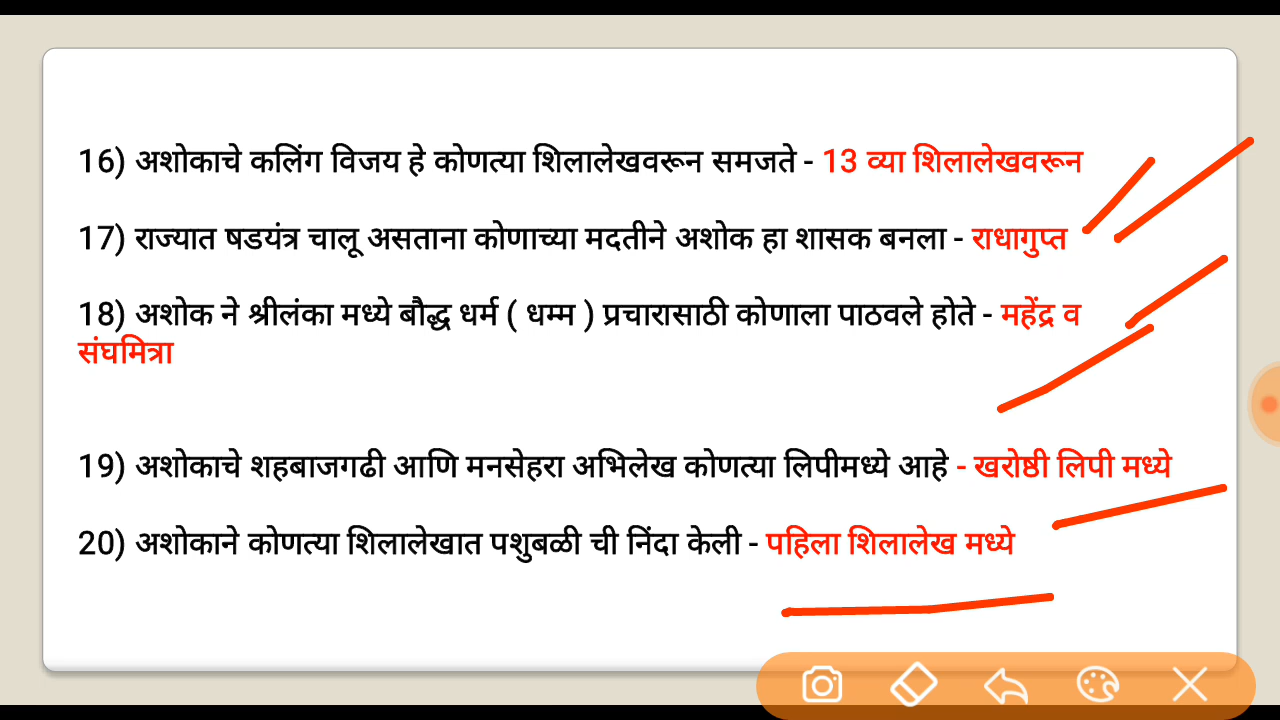 16) अशोकाचे कलिंग विजय हे कोणत्या शिलालेखवरून समजते - 13 व्या शिलालेखवरून
17) राज्यात षडयंत्र चालू असताना कोणाच्या मदतीने अशोक हा शासक बनला - राधागुप्त
18) अशोक ने श्रीलंका मध्ये बौद्ध धर्म ( धम्म ) प्रचारासाठी कोणाला पाठवले होते - महेंद्र व
संघमित्रा
19) अशोकाचे शहबाजगढी आणि मनसेहरा अभिलेख कोणत्या लिपीमध्ये आहे - खरोष्ठी लिपी मध्ये
20) अशोकाने कोणत्या शिलालेखात पशुबळी ची निंदा केली - पहिला शिलालेख मध्ये